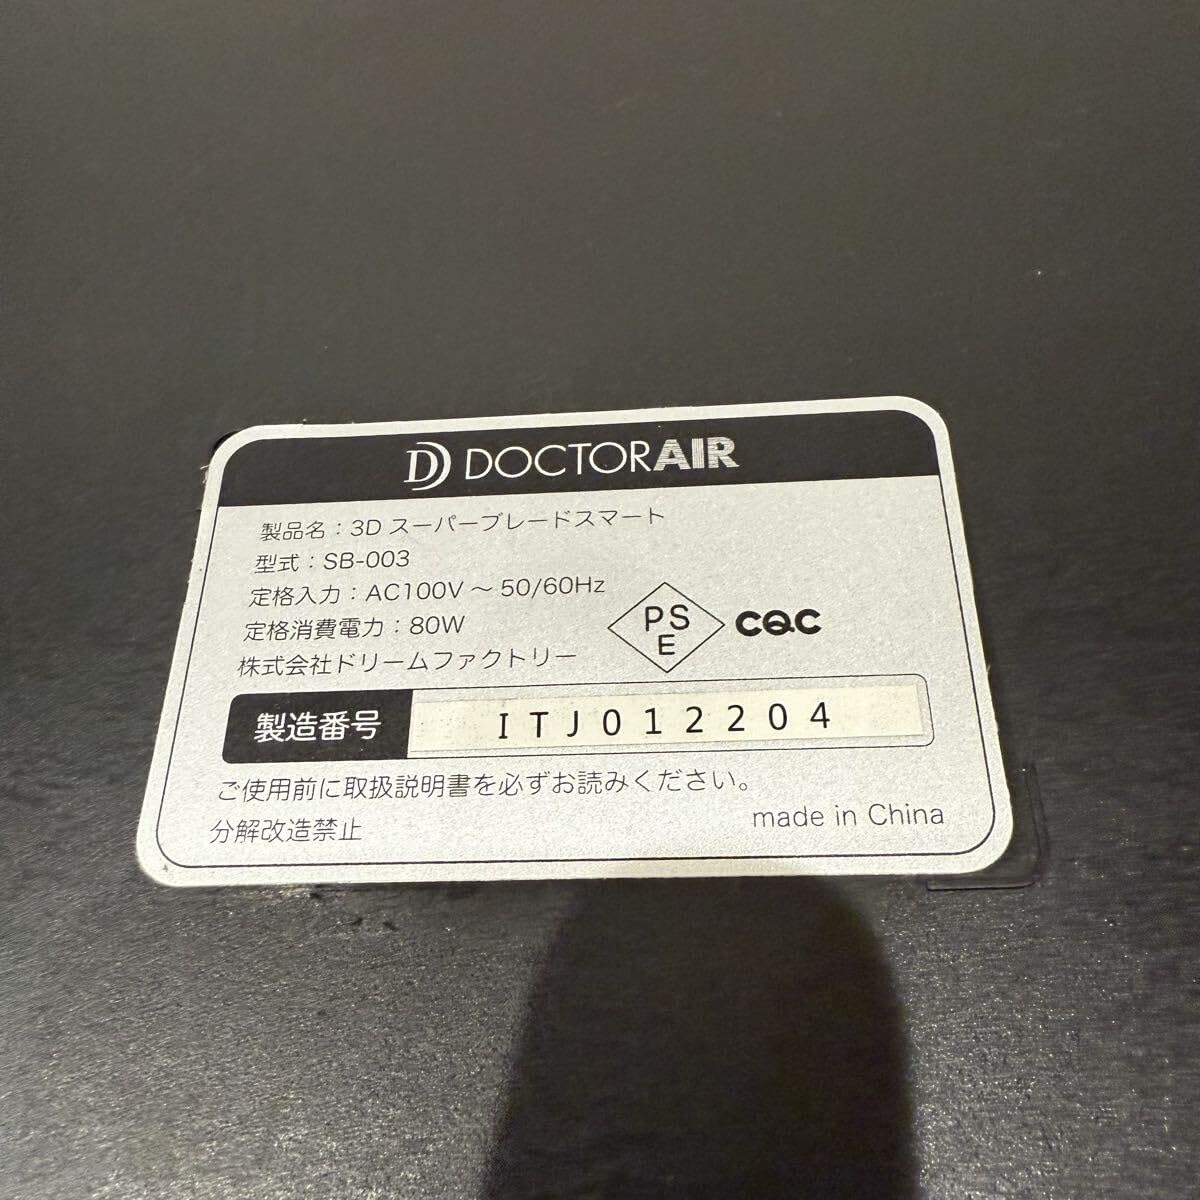 DOCTORAIR
製品名：3D スーパーブレードスマート
型式：SB-003
定格入力：AC100V ～ 50/60Hz
定格消費電力：80W
株式会社ドリームファクトリー
PS
E
CQC
製造番号 ITJ012204
ご使用前に取扱説明書を必ずお読みください。
分解改造禁止
made in China